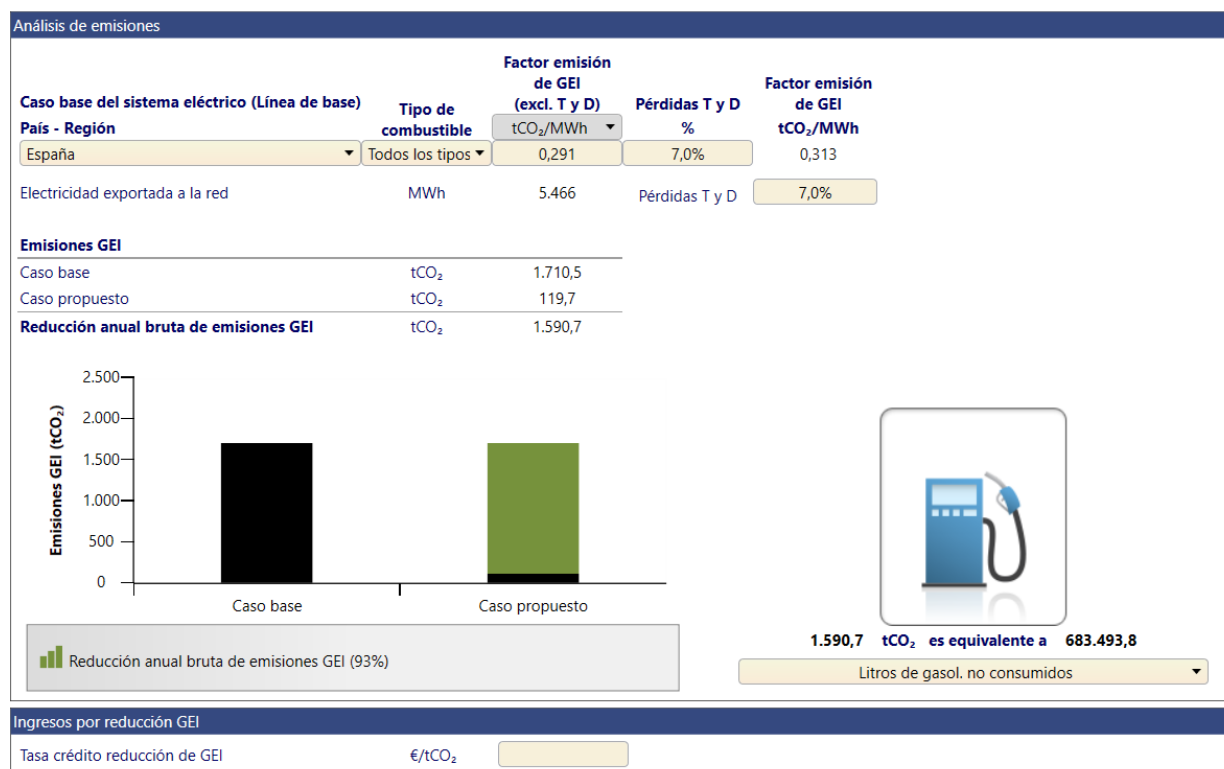 Análisis de emisiones
Factor emisión
de GEI
(excl. T y D)
Factor emisión
de GEI
tCO₂/MWh
Caso base del sistema eléctrico (Línea de base)
País - Región
Tipo de
combustible
tCO₂/MWh
Pérdidas T y D
%
España
Todos los tipos
0,291
7,0%
0,313
Electricidad exportada a la red MWh 5.466 Pérdidas T y D 7,0%
Emisiones GEI
Caso base tCO₂ 1.710,5
Caso propuesto tCO₂ 119,7
Reducción anual bruta de emisiones GEI tCO₂ 1.590,7
Emisiones GEI (tCO₂)
2.500
2.000
1.500
1.000
500
0
Caso base
Caso propuesto
Reducción anual bruta de emisiones GEI (93%)
1.590,7 tCO₂ es equivalente a 683.493,8
Litros de gasol. no consumidos
Ingresos por reducción GEI
Tasa crédito reducción de GEI €/tCO₂